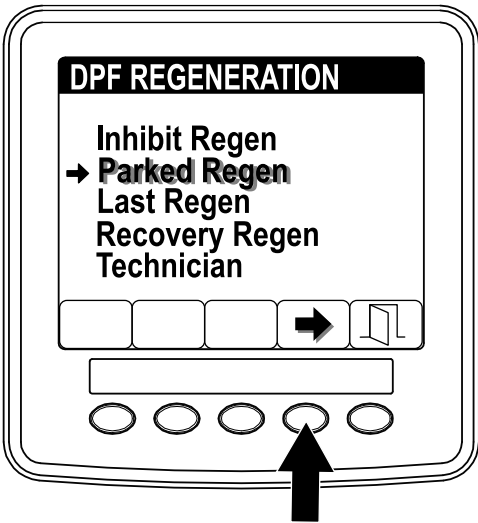 DPF REGENERATION
Inhibit Regen
Parked Regen
Last Regen
Recovery Regen
Technician